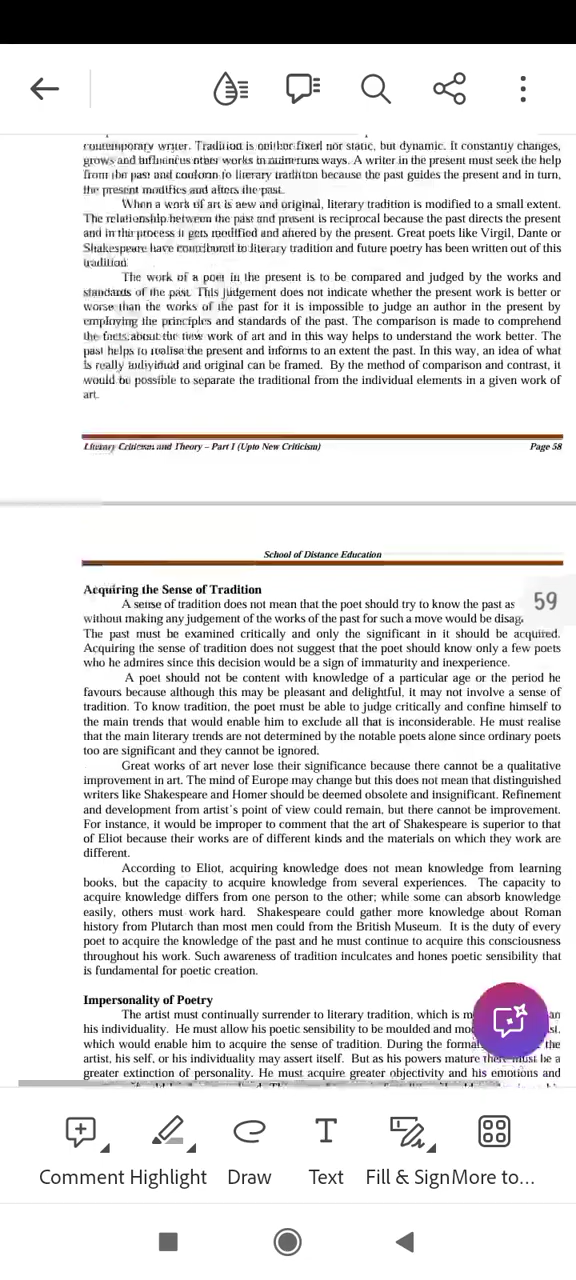 contemporary writer. Tradition is neither fixed nor static, but dynamic. It constantly changes,
grows and influences other works in numerous ways. A writer in the present must seek the help
from the past and conform to literary tradition because the past guides the present and in turn,
the present modifies and alters the past.
When a work of art is new and original, literary tradition is modified to a small extent.
The relationship between the past and present is reciprocal because the past directs the present
and in the process it gets modified and altered by the present. Great poets like Virgil, Dante or
Shakespeare have contributed to literary tradition and future poetry has been written out of this
tradition.
The work of a poet in the present is to be compared and judged by the works and
standards of the past. This judgement does not indicate whether the present work is better or
worse than the works of the past for it is impossible to judge an author in the present by
employing the principles and standards of the past. The comparison is made to comprehend
the facts about the new work of art and in this way helps to understand the work better. The
past helps to realise the present and informs to an extent the past. In this way, an idea of what
is really individual and original can be framed. By the method of comparison and contrast, it
would be possible to separate the traditional from the individual elements in a given work of
art.
Literary Criticism and Theory – Part I (Upto New Criticism) Page 58
School of Distance Education
Acquiring the Sense of Tradition
A sense of tradition does not mean that the poet should try to know the past as
59
without making any judgement of the works of the past for such a move would be disag
The past must be examined critically and only the significant in it should be acquired.
Acquiring the sense of tradition does not suggest that the poet should know only a few poets
who he admires since this decision would be a sign of immaturity and inexperience.
A poet should not be content with knowledge of a particular age or the period he
favours because although this may be pleasant and delightful, it may not involve a sense of
tradition. To know tradition, the poet must be able to judge critically and confine himself to
the main trends that would enable him to exclude all that is inconsiderable. He must realise
that the main literary trends are not determined by the notable poets alone since ordinary poets
too are significant and they cannot be ignored.
Great works of art never lose their significance because there cannot be a qualitative
improvement in art. The mind of Europe may change but this does not mean that distinguished
writers like Shakespeare and Homer should be deemed obsolete and insignificant. Refinement
and development from artist's point of view could remain, but there cannot be improvement.
For instance, it would be improper to comment that the art of Shakespeare is superior to that
of Eliot because their works are of different kinds and the materials on which they work are
different.
According to Eliot, acquiring knowledge does not mean knowledge from learning
books, but the capacity to acquire knowledge from several experiences. The capacity to
acquire knowledge differs from one person to the other; while some can absorb knowledge
easily, others must work hard. Shakespeare could gather more knowledge about Roman
history from Plutarch than most men could from the British Museum. It is the duty of every
poet to acquire the knowledge of the past and he must continue to acquire this consciousness
throughout his work. Such awareness of tradition inculcates and hones poetic sensibility that
is fundamental for poetic creation.
Impersonality of Poetry
The artist must continually surrender to literary tradition, which is m an
his individuality. He must allow his poetic sensibility to be moulded and mo st.
which would enable him to acquire the sense of tradition. During the forma the
artist, his self, or his individuality may assert itself. But as his powers mature there must be a
greater extinction of personality. He must acquire greater objectivity and his emotions and
Comment Highlight Draw Text Fill & Sign More to...